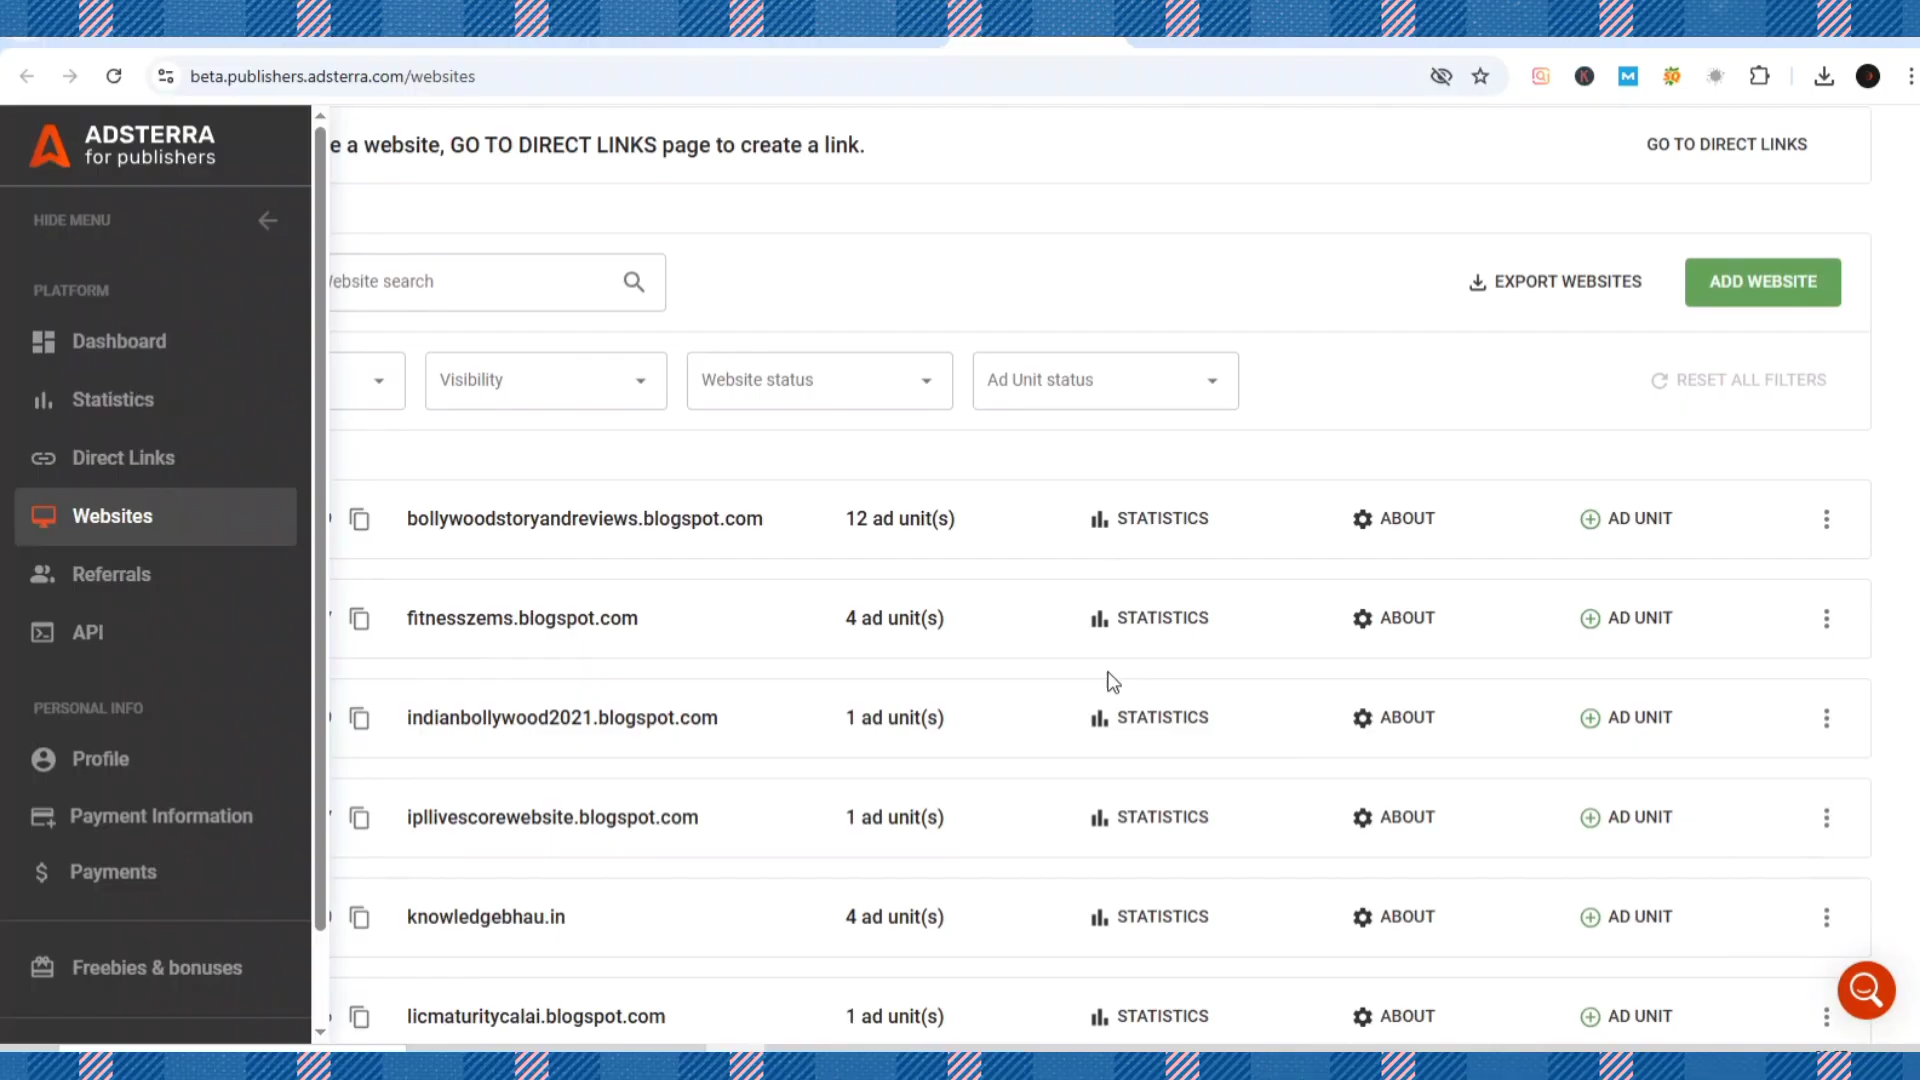 beta.publishers.adsterra.com/websites
ADSTERRA
for publishers
HIDE MENU
PLATFORM
Dashboard
Statistics
Direct Links
Websites
Referrals
API
PERSONAL INFO
Profile
Payment Information
Payments
Freebies & bonuses
e a website, GO TO DIRECT LINKS page to create a link.
GO TO DIRECT LINKS
ebsite search
EXPORT WEBSITES
ADD WEBSITE
Visibility
Website status
Ad Unit status
RESET ALL FILTERS
bollywoodstoryandreviews.blogspot.com 12 ad unit(s) STATISTICS ABOUT AD UNIT
fitnesszems.blogspot.com 4 ad unit(s) STATISTICS ABOUT AD UNIT
indianbollywood2021.blogspot.com 1 ad unit(s) STATISTICS ABOUT AD UNIT
ipllivescorewebsite.blogspot.com 1 ad unit(s) STATISTICS ABOUT AD UNIT
knowledgebhau.in 4 ad unit(s) STATISTICS ABOUT AD UNIT
licmaturitycalai.blogspot.com 1 ad unit(s) STATISTICS ABOUT AD UNIT